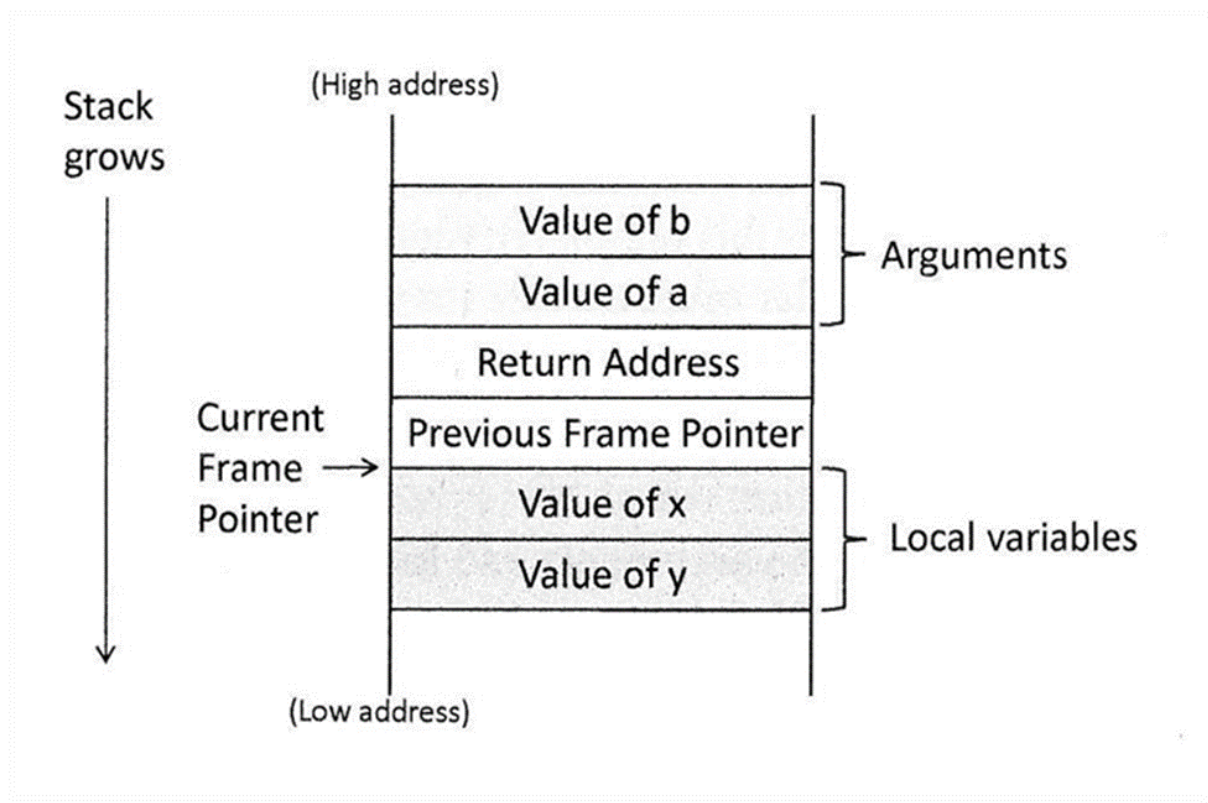 (High address)
Stack
grows
Value of b
Value of a
Arguments
Return Address
Previous Frame Pointer
Current
Frame
Pointer
Value of x
Value of y
Local variables
(Low address)